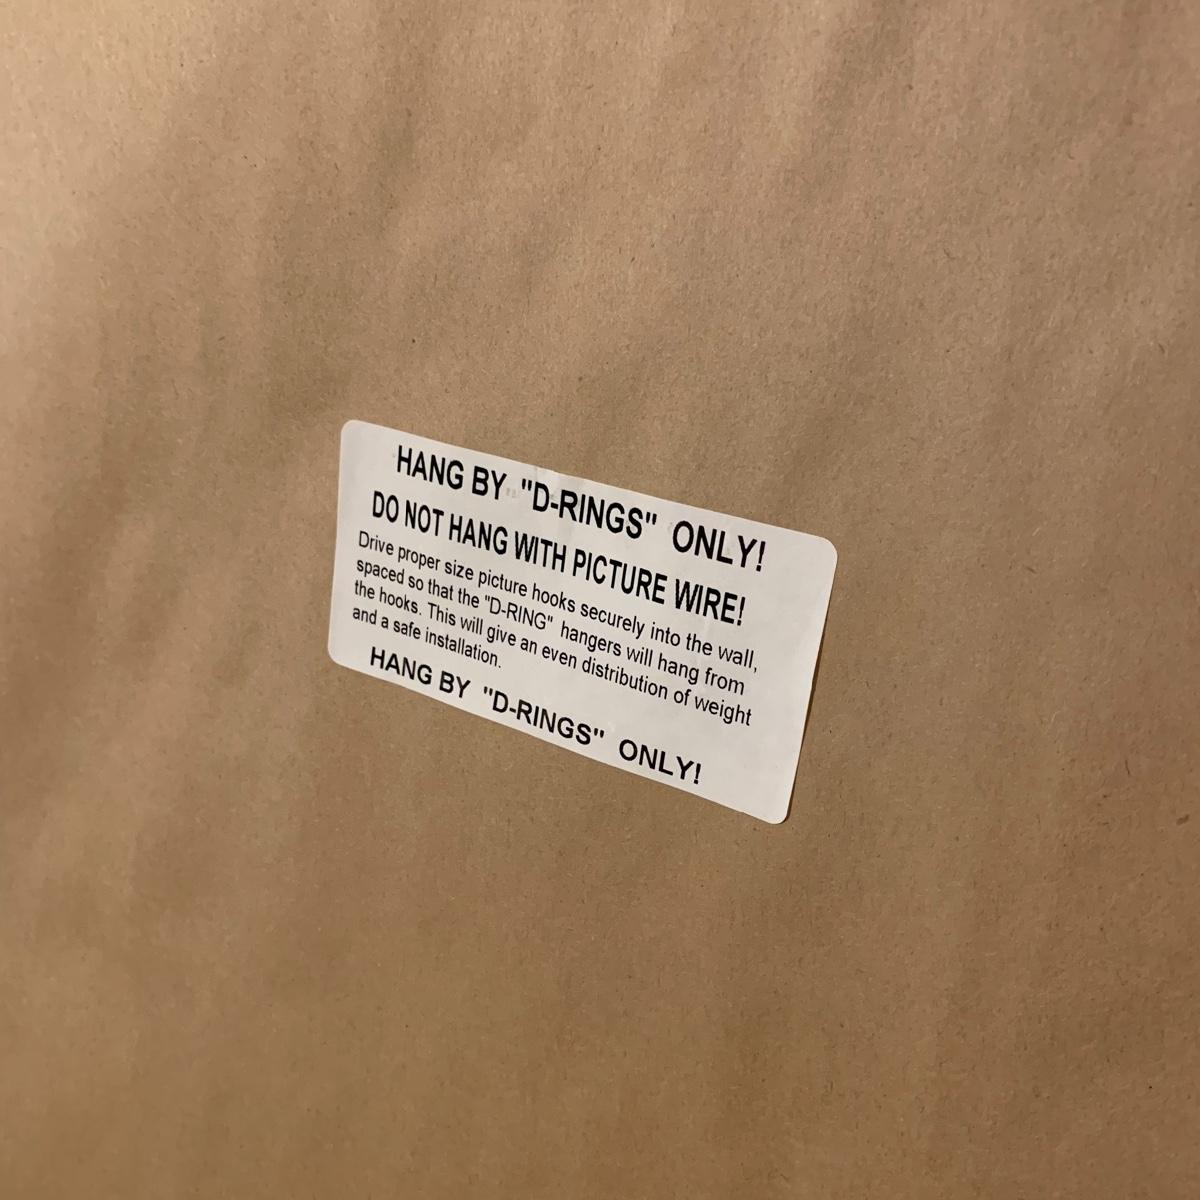 HANG BY "D-RINGS" ONLY!
DO NOT HANG WITH PICTURE WIRE!
Drive proper size picture hooks securely into the wall,
spaced so that the "D-RING" hangers will hang from
the hooks. This will give an even distribution of weight
and a safe installation.
HANG BY "D-RINGS" ONLY!